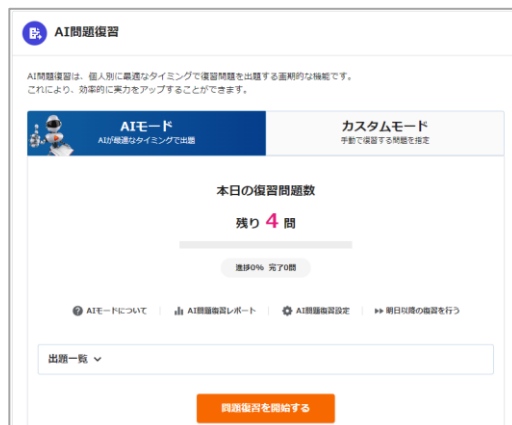 AI問題復習
AI問題復習は、個人別に最適なタイミングで復習問題を出題する画期的な機能です。
これにより、効率的に実力をアップすることができます。
AIモード
AIが最適なタイミングで出題
カスタムモード
手動で復習する問題を指定
本日の復習問題数
残り 4 問
進捗0% 完了0問
AIモードについて
AI問題復習レポート
AI問題復習設定
明日以降の復習を行う
出題一覧
問題復習を開始する